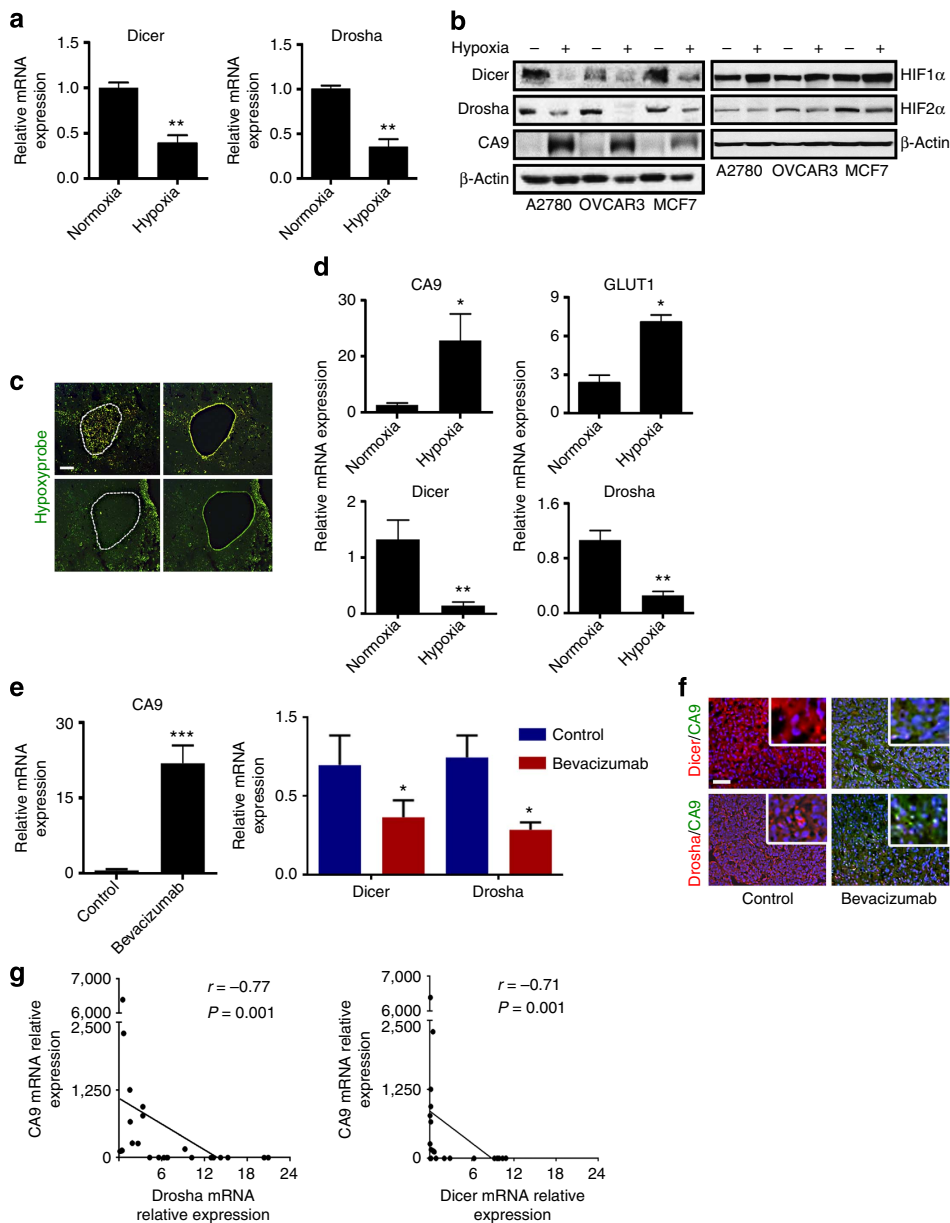 a
Dicer
Relative mRNA
expression
1.5
1.0
0.5
0.0
Normoxia
Hypoxia
**
Drosha
Relative mRNA
expression
1.5
1.0
0.5
0.0
Normoxia
Hypoxia
**
b
Hypoxia – + – + – + – + – + – +
Dicer
Drosha
CA9
β-Actin
A2780 OVCAR3 MCF7
HIF1α
HIF2α
β-Actin
A2780 OVCAR3 MCF7
c
Hypoxyprobe
d
Relative mRNA expression
CA9
30
20
0
*
Normoxia
Hypoxia
Relative mRNA expression
GLUT1
9
6
3
0
*
Normoxia
Hypoxia
Dicer
2
1
0
**
Normoxia
Hypoxia
Drosha
1.6
1.2
0.8
0.0
**
Normoxia
Hypoxia
e
CA9
Relative mRNA
expression
30
15
0
***
Control
Bevacizumab
Relative mRNA
expression
1.5
0.5
0.0
Control
Bevacizumab
*
*
Dicer
Drosha
f
Dicer/CA9
Drosha/CA9
Control
Bevacizumab
g
CA9 mRNA relative
expression
7,000
6,000
2,500
1,250
0
r = –0.77
P = 0.001
6 12 18 24
Drosha mRNA
relative expression
CA9 mRNA relative
expression
7,000
6,000
2,500
1,250
0
r = –0.71
P = 0.001
6 12 18 24
Dicer mRNA relative
expression